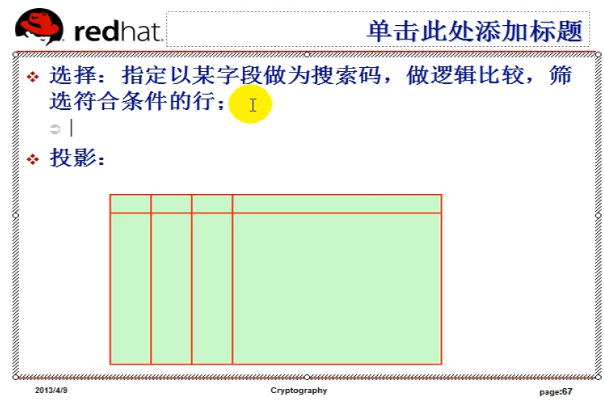 redhat.
单击此处添加标题
选择：指定以某字段做为搜索码，做逻辑比较，筛
选符合条件的行；
投影：
2013/4/9
Cryptography
page:67